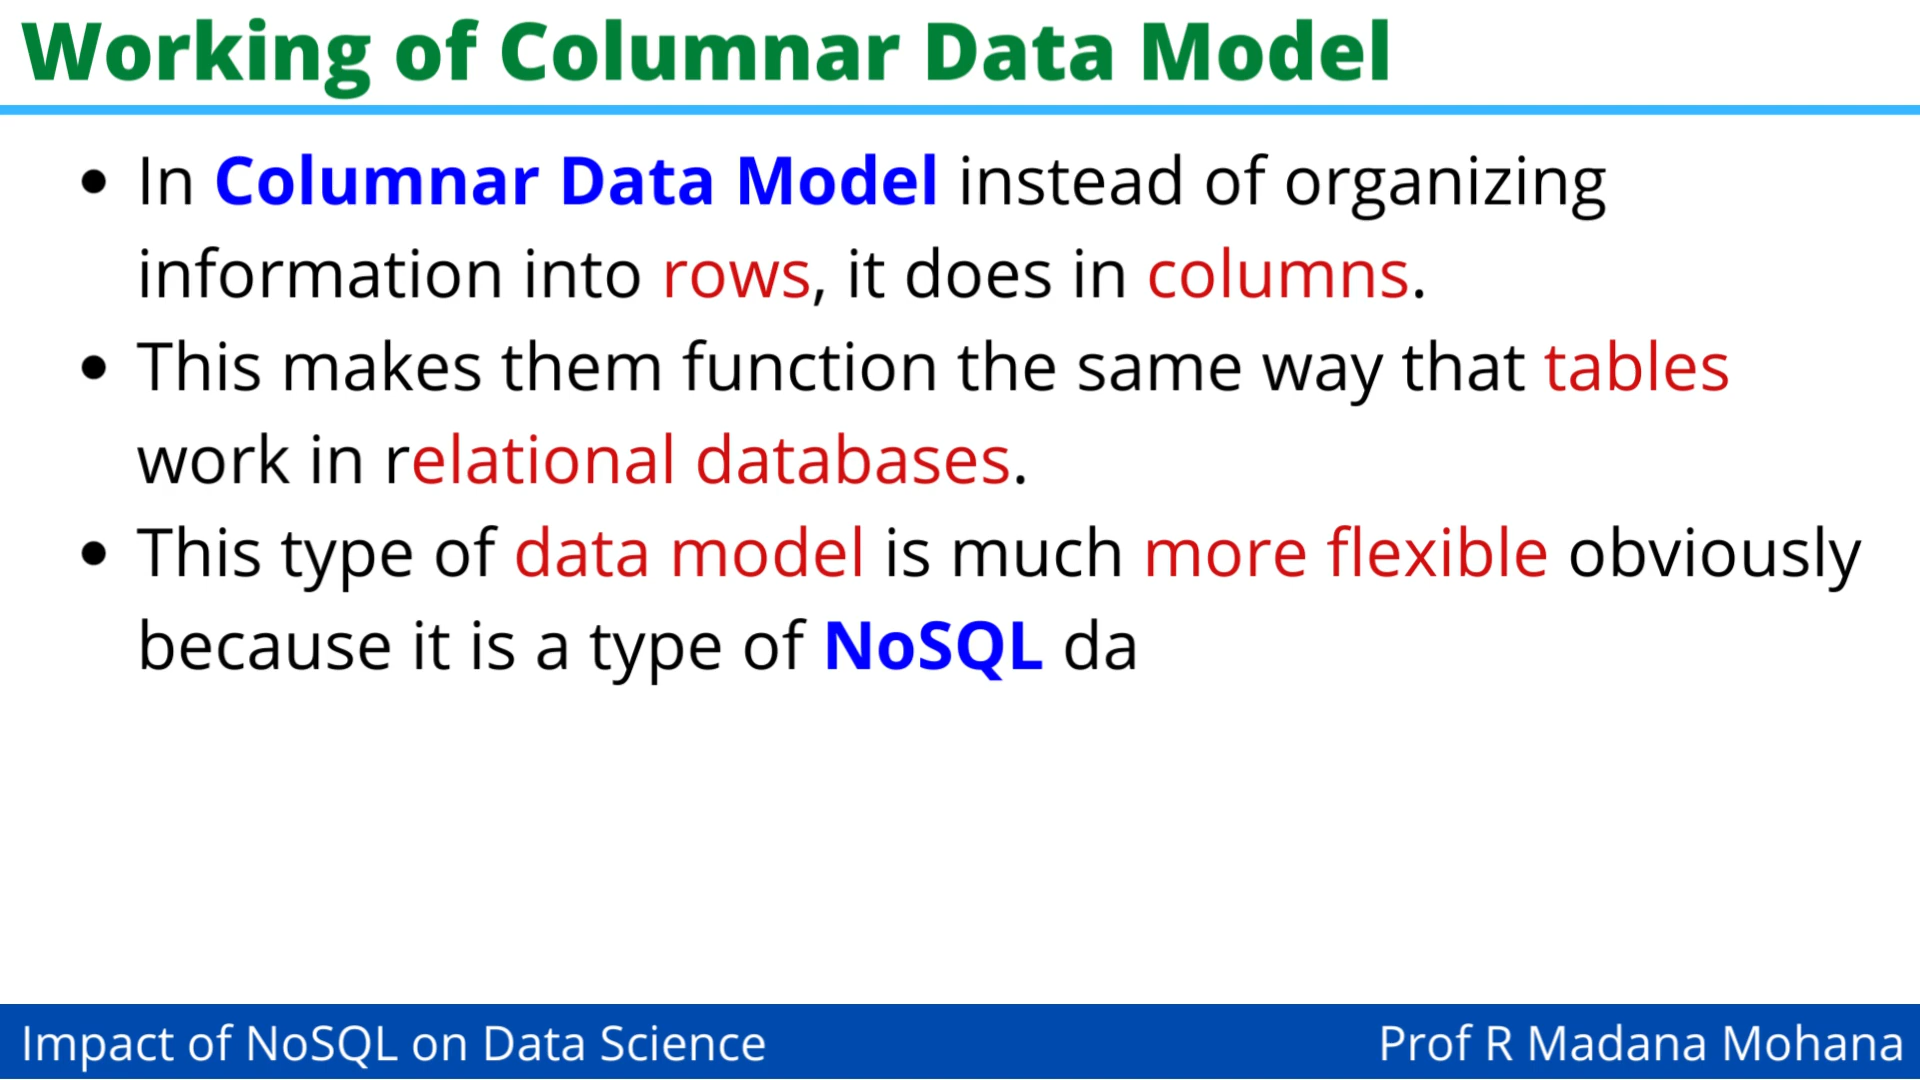 Working of Columnar Data Model
• In Columnar Data Model instead of organizing
information into rows, it does in columns.
• This makes them function the same way that tables
work in relational databases.
• This type of data model is much more flexible obviously
because it is a type of NoSQL da
Impact of NoSQL on Data Science
Prof R Madana Mohana